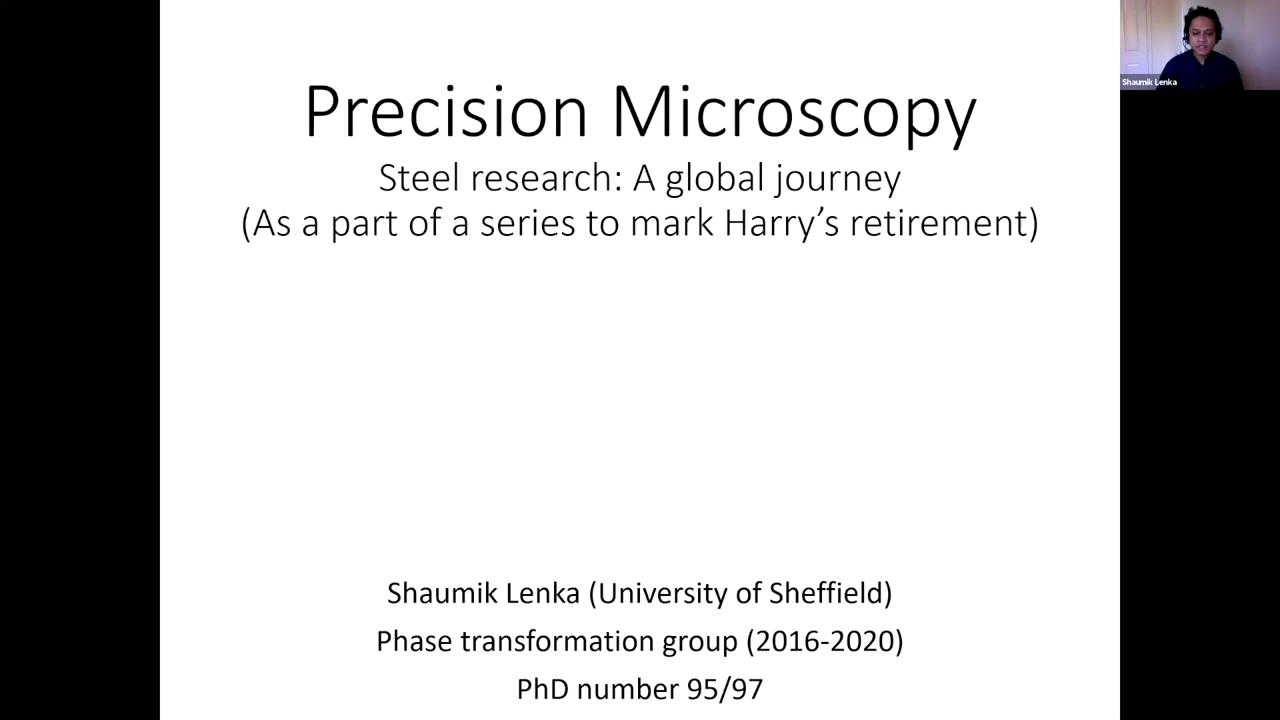 Precision Microscopy
Steel research: A global journey
(As a part of a series to mark Harry’s retirement)
Shaumik Lenka (University of Sheffield)
Phase transformation group (2016-2020)
PhD number 95/97
Shaumik Lenka